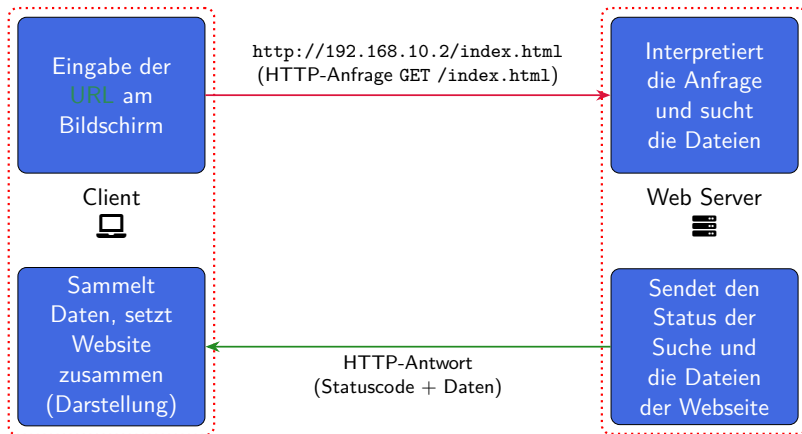 Eingabe der
URL am
Bildschirm
http://192.168.10.2/index.html
(HTTP-Anfrage GET /index.html)
Interpretiert
die Anfrage
und sucht
die Dateien
Client
Web Server
Sammelt
Daten, setzt
Website
zusammen
(Darstellung)
HTTP-Antwort
(Statuscode + Daten)
Sendet den
Status der
Suche und
die Dateien
der Webseite